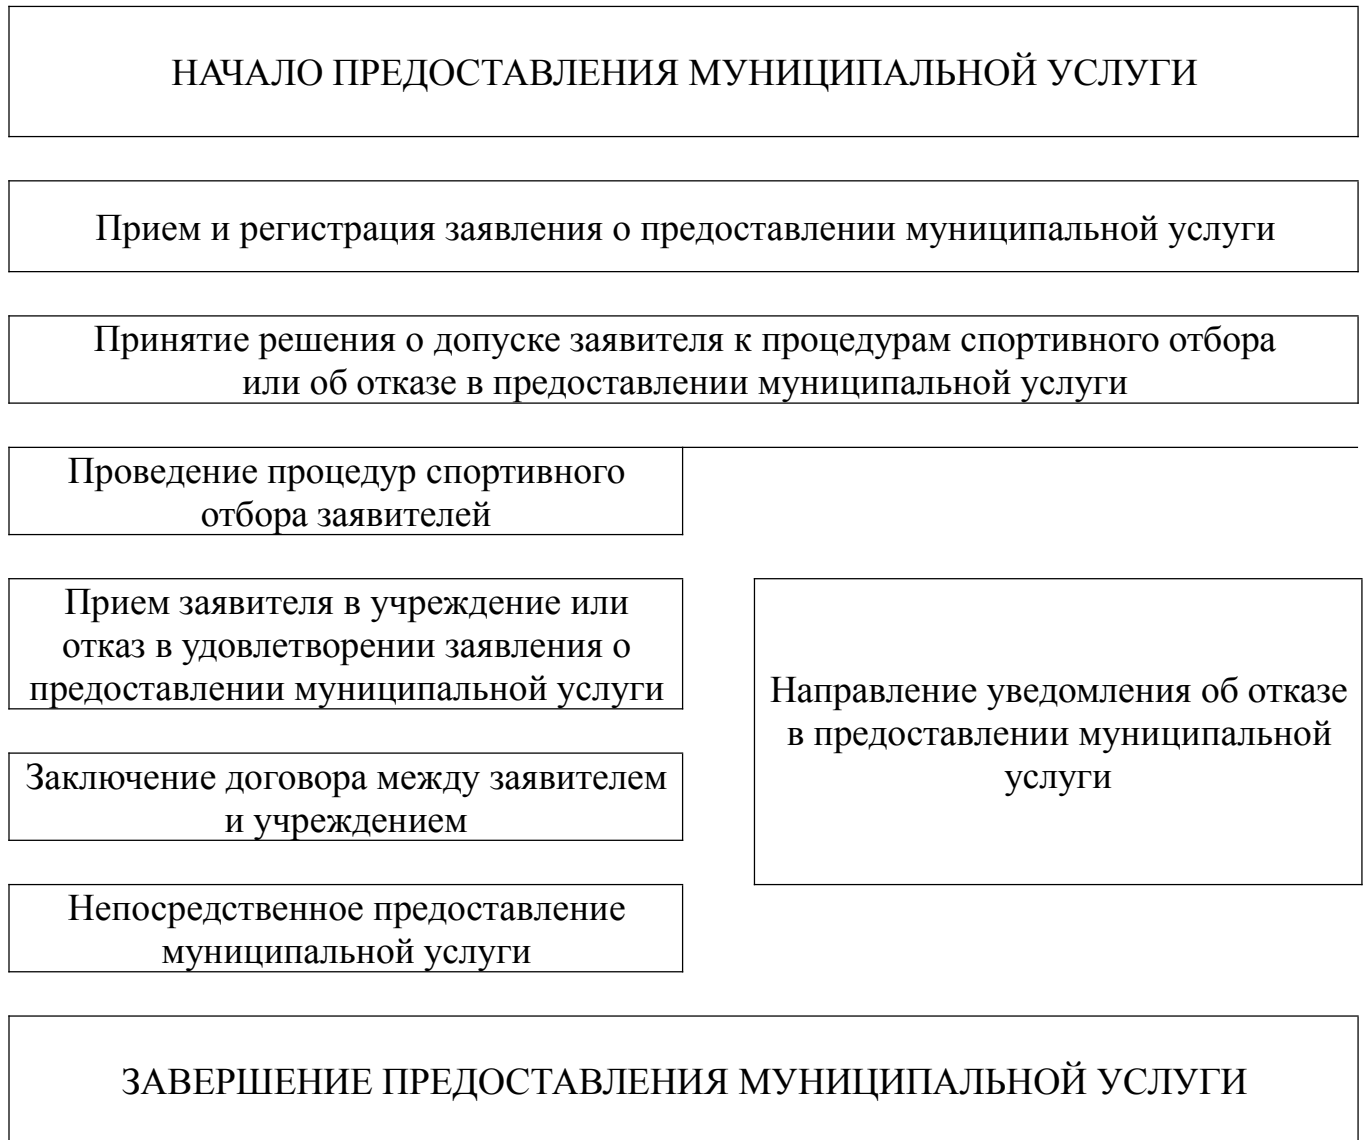 НАЧАЛО ПРЕДОСТАВЛЕНИЯ МУНИЦИПАЛЬНОЙ УСЛУГИ
Прием и регистрация заявления о предоставлении муниципальной услуги
Принятие решения о допуске заявителя к процедурам спортивного отбора
или об отказе в предоставлении муниципальной услуги
Проведение процедур спортивного
отбора заявителей
Прием заявителя в учреждение или
отказ в удовлетворении заявления о
предоставлении муниципальной услуги
Заключение договора между заявителем
и учреждением
Непосредственное предоставление
муниципальной услуги
Направление уведомления об отказе
в предоставлении муниципальной
услуги
ЗАВЕРШЕНИЕ ПРЕДОСТАВЛЕНИЯ МУНИЦИПАЛЬНОЙ УСЛУГИ